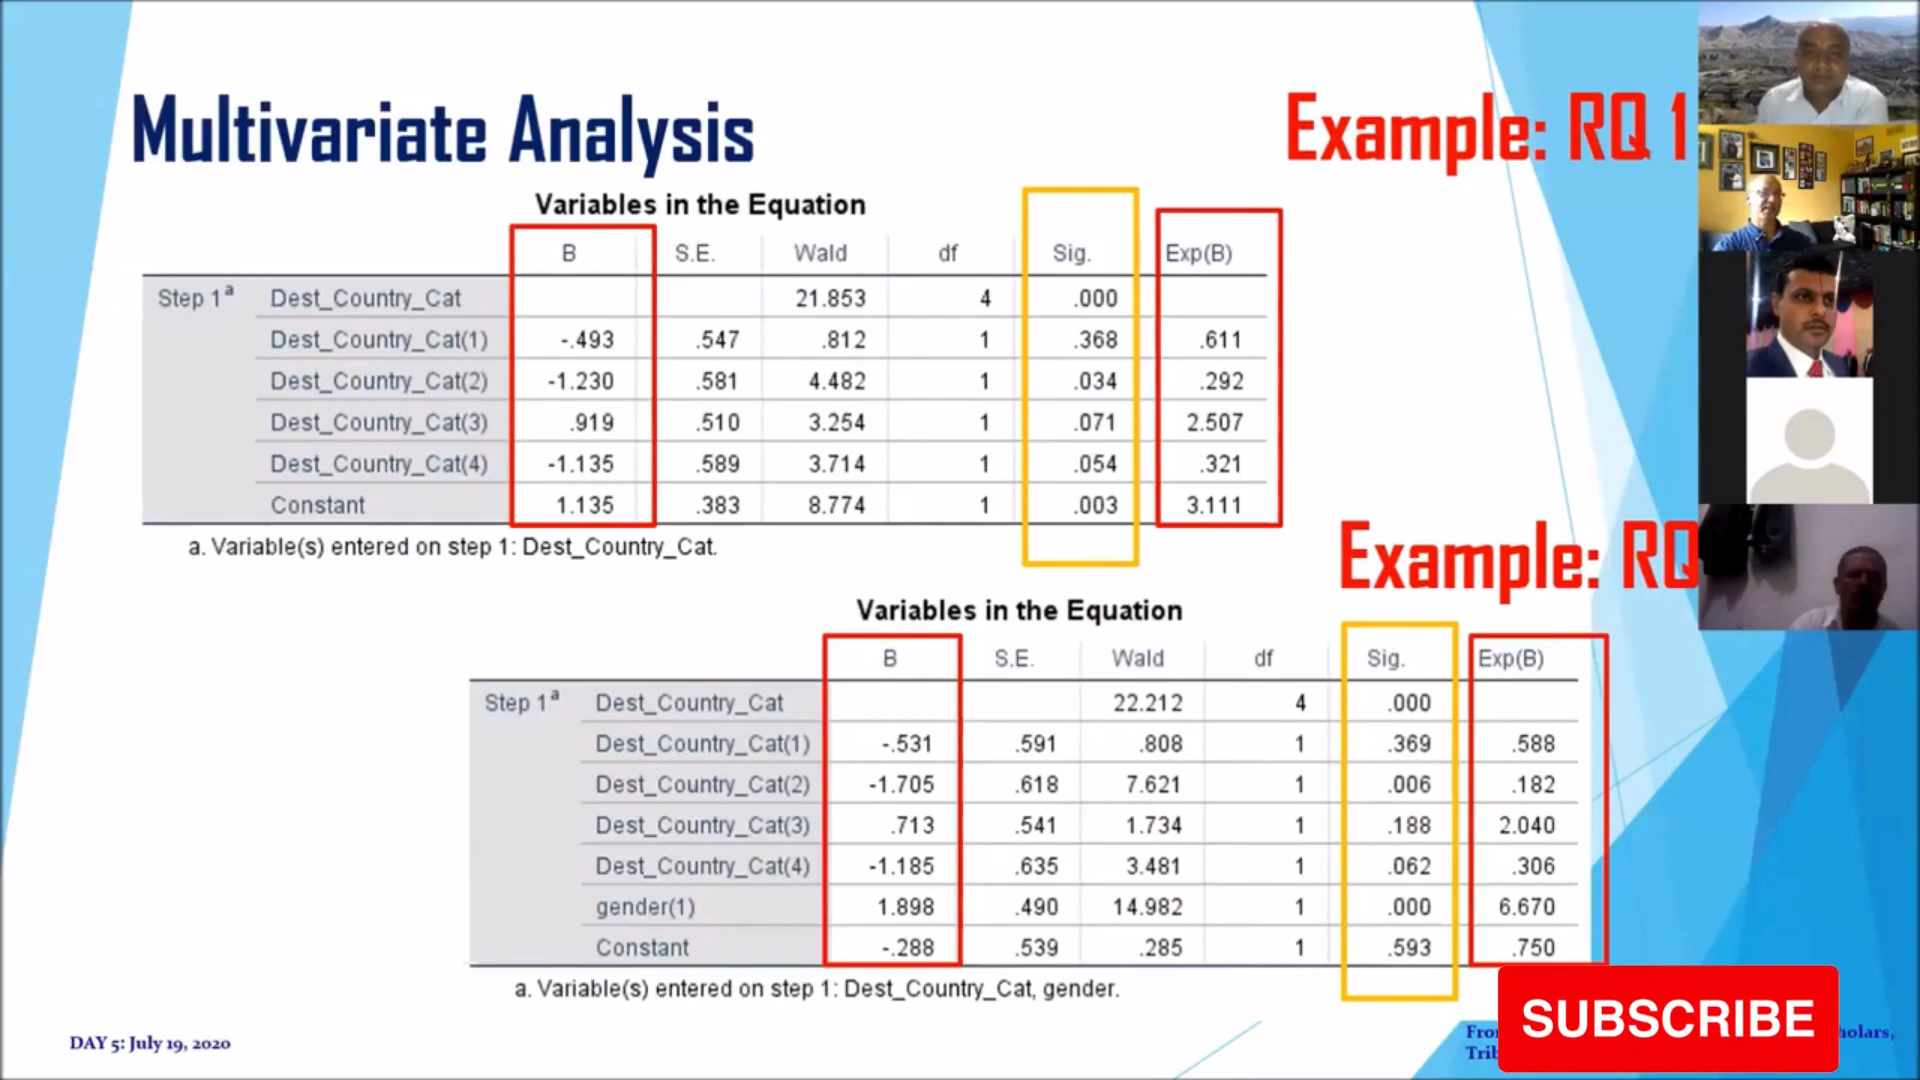 Multivariate Analysis
Example: RQ 1
Variables in the Equation
B S.E. Wald df Sig. Exp(B)
Step 1a Dest_Country_Cat 21.853 4 .000
Dest_Country_Cat(1) -.493 .547 .812 1 .368 .611
Dest_Country_Cat(2) -1.230 .581 4.482 1 .034 .292
Dest_Country_Cat(3) .919 .510 3.254 1 .071 2.507
Dest_Country_Cat(4) -1.135 .589 3.714 1 .054 .321
Constant 1.135 .383 8.774 1 .003 3.111
a. Variable(s) entered on step 1: Dest_Country_Cat.
Example: RQ
Variables in the Equation
B S.E. Wald df Sig. Exp(B)
Step 1a Dest_Country_Cat 22.212 4 .000
Dest_Country_Cat(1) -.531 .591 .808 1 .369 .588
Dest_Country_Cat(2) -1.705 .618 7.621 1 .006 .182
Dest_Country_Cat(3) .713 .541 1.734 1 .188 2.040
Dest_Country_Cat(4) -1.185 .635 3.481 1 .062 .306
gender(1) 1.898 .490 14.982 1 .000 6.670
Constant -.288 .539 .285 1 .593 .750
a. Variable(s) entered on step 1: Dest_Country_Cat, gender.
DAY 5: July 19, 2020
SUBSCRIBE